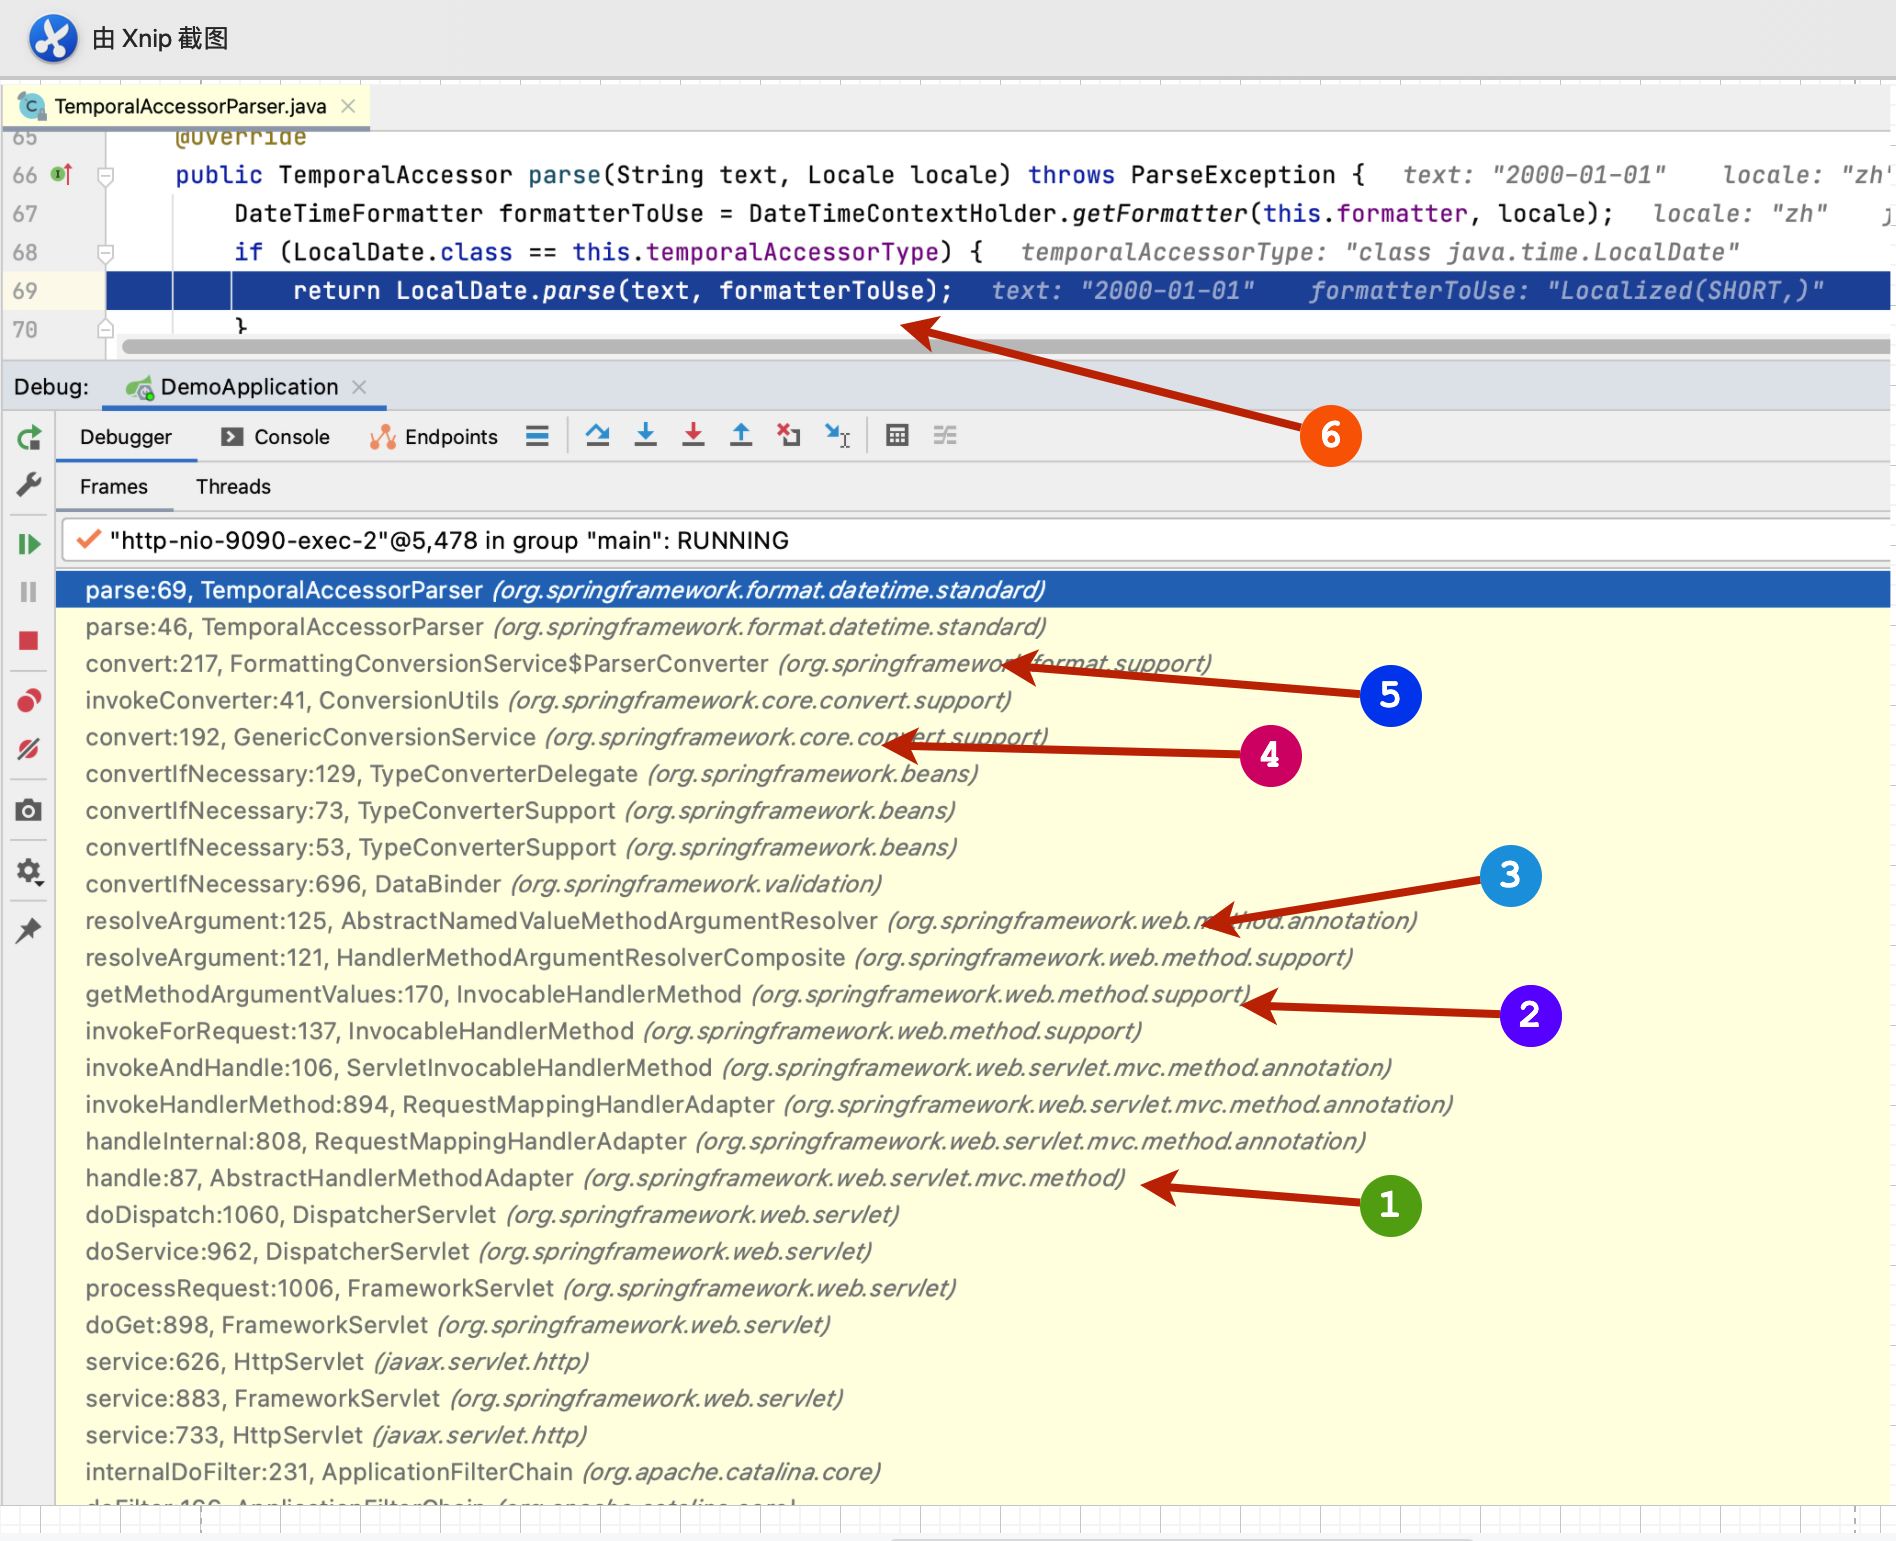 由 Xnip 截图
TemporalAccessorParser.java
65 @Override
66 public TemporalAccessor parse(String text, Locale locale) throws ParseException { text: "2000-01-01" locale: "zh"
67 DateTimeFormatter formatterToUse = DateTimeContextHolder.getFormatter(this.formatter, locale); locale: "zh"
68 if (LocalDate.class == this.temporalAccessorType) { temporalAccessorType: "class java.time.LocalDate"
69 return LocalDate.parse(text, formatterToUse); text: "2000-01-01" formatterToUse: "Localized(SHORT,)"
70 }
Debug: DemoApplication
6
Debugger Console Endpoints
Frames Threads
"http-nio-9090-exec-2"@5,478 in group "main": RUNNING
parse:69, TemporalAccessorParser (org.springframework.format.datetime.standard)
parse:46, TemporalAccessorParser (org.springframework.format.datetime.standard)
convert:217, FormattingConversionService$ParserConverter (org.springframework.format.support)
5
invokeConverter:41, ConversionUtils (org.springframework.core.convert.support)
convert:192, GenericConversionService (org.springframework.core.convert.support)
4
convertIfNecessary:129, TypeConverterDelegate (org.springframework.beans)
convertIfNecessary:73, TypeConverterSupport (org.springframework.beans)
convertIfNecessary:53, TypeConverterSupport (org.springframework.beans)
3
convertIfNecessary:696, DataBinder (org.springframework.validation)
resolveArgument:125, AbstractNamedValueMethodArgumentResolver (org.springframework.web.method.annotation)
resolveArgument:121, HandlerMethodArgumentResolverComposite (org.springframework.web.method.support)
getMethodArgumentValues:170, InvocableHandlerMethod (org.springframework.web.method.support)
2
invokeForRequest:137, InvocableHandlerMethod (org.springframework.web.method.support)
invokeAndHandle:106, ServletInvocableHandlerMethod (org.springframework.web.servlet.mvc.method.annotation)
invokeHandlerMethod:894, RequestMappingHandlerAdapter (org.springframework.web.servlet.mvc.method.annotation)
handleInternal:808, RequestMappingHandlerAdapter (org.springframework.web.servlet.mvc.method.annotation)
handle:87, AbstractHandlerMethodAdapter (org.springframework.web.servlet.mvc.method)
1
doDispatch:1060, DispatcherServlet (org.springframework.web.servlet)
doService:962, DispatcherServlet (org.springframework.web.servlet)
processRequest:1006, FrameworkServlet (org.springframework.web.servlet)
doGet:898, FrameworkServlet (org.springframework.web.servlet)
service:626, HttpServlet (javax.servlet.http)
service:883, FrameworkServlet (org.springframework.web.servlet)
service:733, HttpServlet (javax.servlet.http)
internalDoFilter:231, ApplicationFilterChain (org.apache.catalina.core)
doFilter:166, ApplicationFilterChain (org.apache.catalina.core)